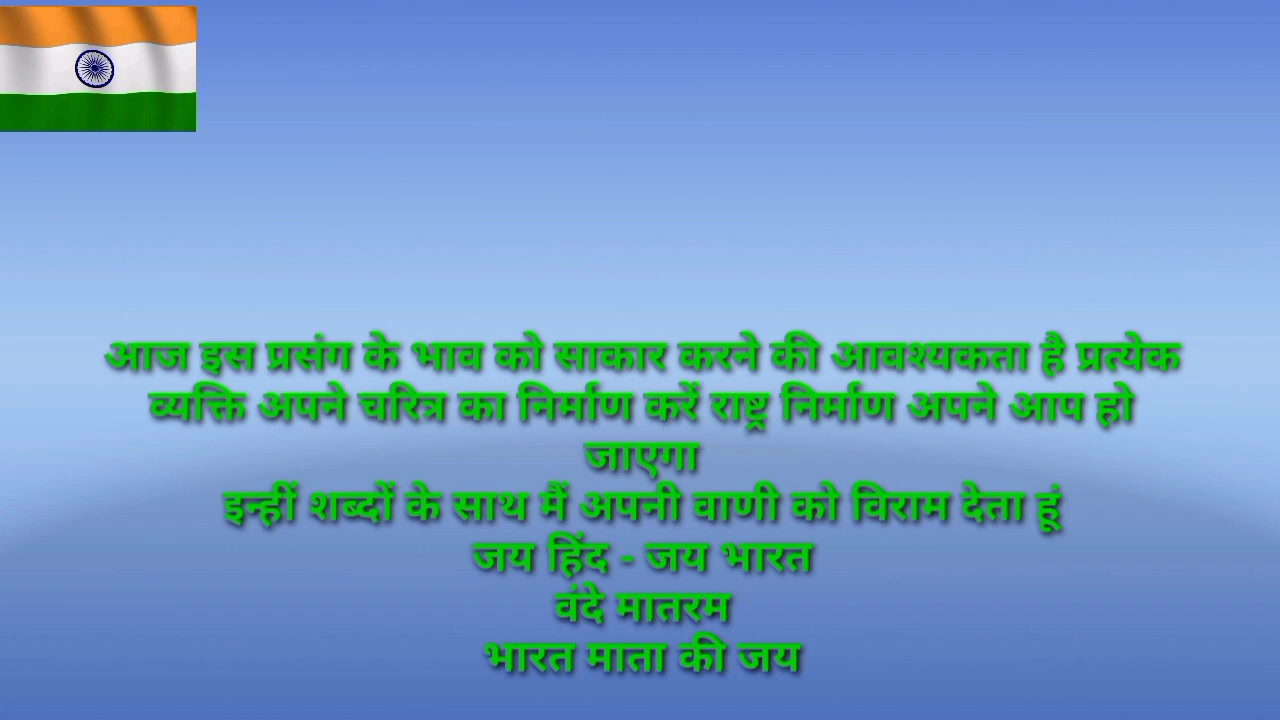 आज इस प्रसंग के भाव को साकार करने की आवश्यकता है प्रत्येक
व्यक्ति अपने चरित्र का निर्माण करें राष्ट्र निर्माण अपने आप हो
जाएगा
इन्हीं शब्दों के साथ मैं अपनी वाणी को विराम देता हूं
जय हिंद - जय भारत
वंदे मातरम
भारत माता की जय